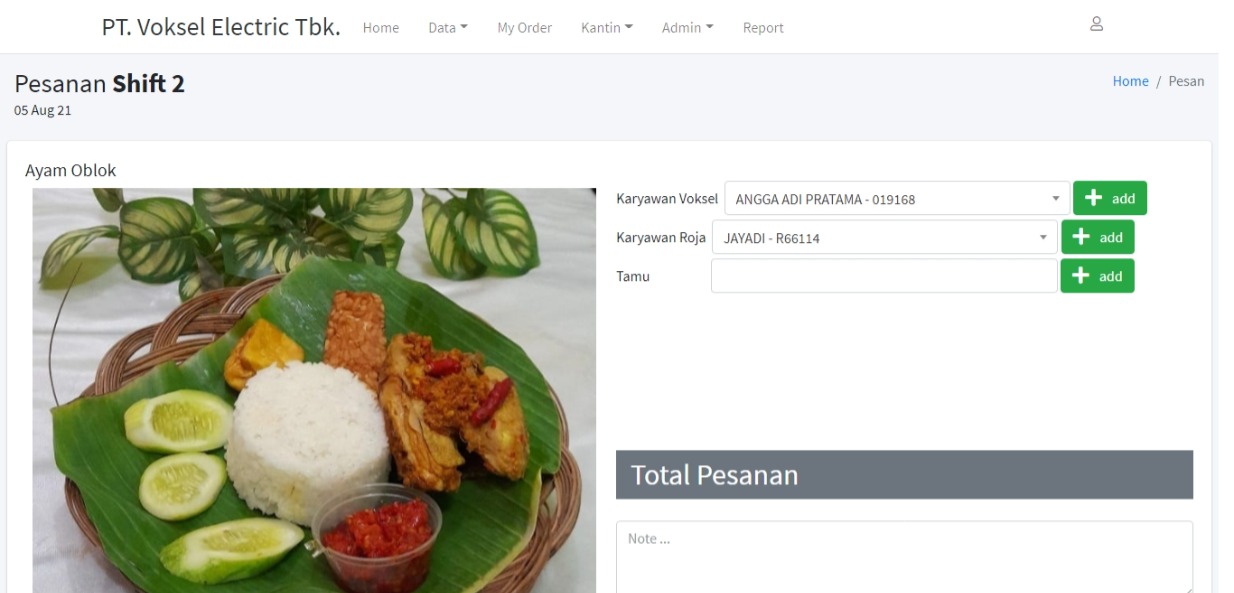 PT. Voksel Electric Tbk. Home Data My Order Kantin Admin Report
Pesanan Shift 2
Home / Pesan
05 Aug 21
Ayam Oblok
Karyawan Voksel ANGGA ADI PRATAMA - 019168 add
Karyawan Roja JAYADI - R66114 add
Tamu add
Total Pesanan
Note ...